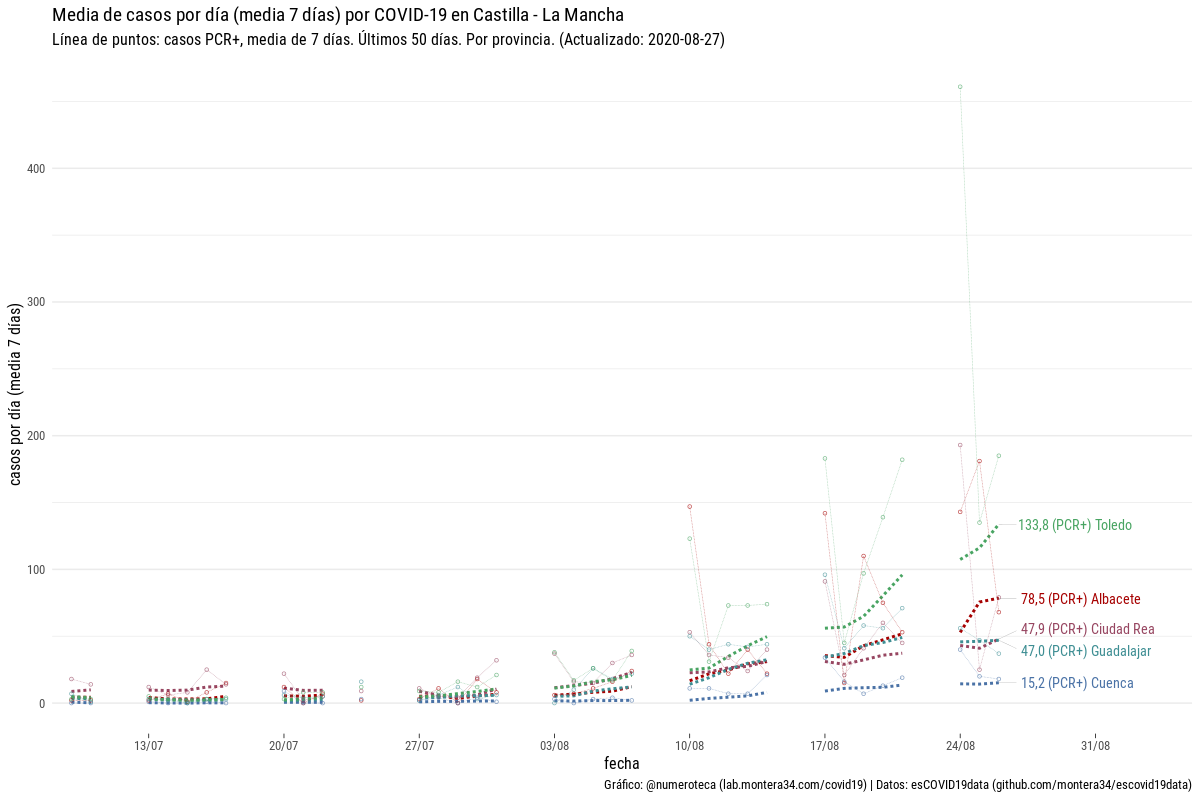 Media de casos por día (media 7 días) por COVID-19 en Castilla - La Mancha
Línea de puntos: casos PCR+, media de 7 días. Últimos 50 días. Por provincia. (Actualizado: 2020-08-27)
casos por día (media 7 días)
400
300
200
100
0
133,8 (PCR+) Toledo
78,5 (PCR+) Albacete
47,9 (PCR+) Ciudad Rea
47,0 (PCR+) Guadalajar
15,2 (PCR+) Cuenca
13/07
20/07
27/07
03/08
10/08
17/08
24/08
31/08
fecha
Gráfico: @numeroteca (lab.montera34.com/covid19) | Datos: esCOVID19data (github.com/montera34/escovid19data)